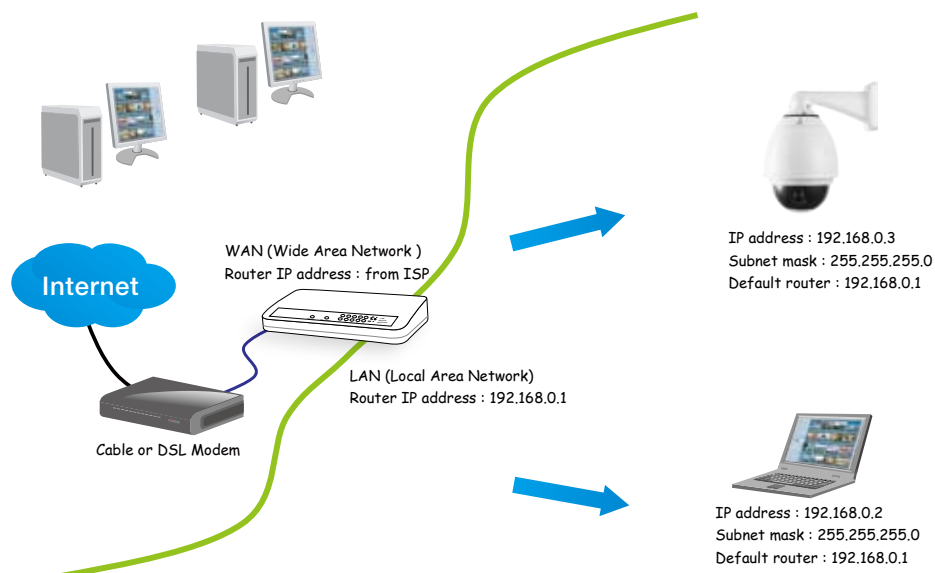 WAN (Wide Area Network )
Router IP address : from ISP
Internet
LAN (Local Area Network)
Router IP address : 192.168.0.1
Cable or DSL Modem
IP address : 192.168.0.3
Subnet mask : 255.255.255.0
Default router : 192.168.0.1
IP address : 192.168.0.2
Subnet mask : 255.255.255.0
Default router : 192.168.0.1